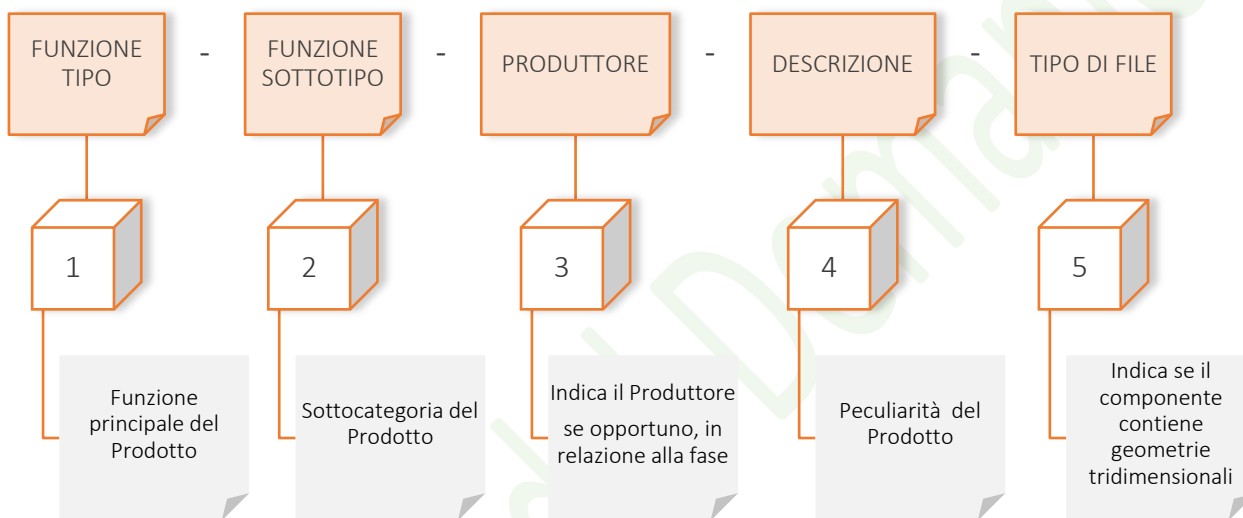 FUNZIONE
TIPO
-
FUNZIONE
SOTTOTIPO
-
PRODUTTORE
-
DESCRIZIONE
-
TIPO DI FILE
1
2
3
4
5
Funzione
principale del
Prodotto
Sottocategoria del
Prodotto
Indica il Produttore
se opportuno, in
relazione alla fase
Peculiarità del
Prodotto
Indica se il
componente
contiene
geometrie
tridimensionali